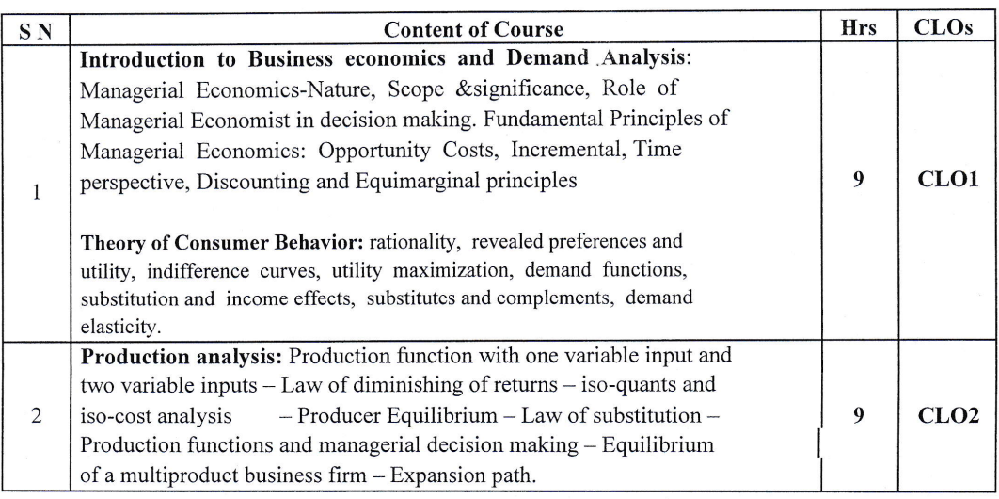 S N Content of Course Hrs CLOs
Introduction to Business economics and Demand .Analysis:
Managerial Economics-Nature, Scope &significance, Role of
Managerial Economist in decision making. Fundamental Principles of
Managerial Economics: Opportunity Costs, Incremental, Time
perspective, Discounting and Equimarginal principles
1 9 CLO1
Theory of Consumer Behavior: rationality, revealed preferences and
utility, indifference curves, utility maximization, demand functions,
substitution and income effects, substitutes and complements, demand
elasticity.
Production analysis: Production function with one variable input and
two variable inputs – Law of diminishing of returns – iso-quants and
2 iso-cost analysis – Producer Equilibrium – Law of substitution – 9 CLO2
Production functions and managerial decision making – Equilibrium
of a multiproduct business firm – Expansion path.